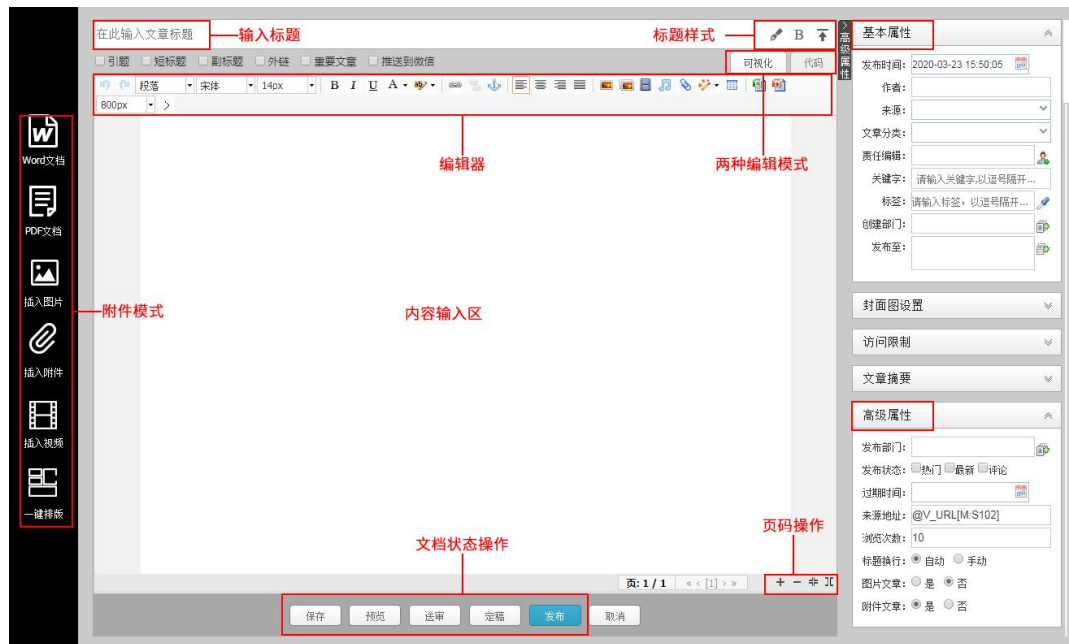 在此输入文章标题
输入标题
标题样式
B
引题 短标题 副标题 外链 重要文章 推送到微信
可视化 代码
段落 宋体 14px B I U A
800px
编辑器
两种编辑模式
Word文档
PDF文档
插入图片
插入附件
插入视频
一键排版
附件模式
内容输入区
文档状态操作
页码操作
页: 1 / 1 « ‹ [1] › » + −
保存 预览 送审 定稿 发布 取消
高级属性
基本属性
发布时间: 2020-03-23 15:50:05
作者:
来源:
文章分类:
责任编辑:
关键字: 请输入关键字,以逗号隔开...
标签: 请输入标签，以逗号隔开...
创建部门:
发布至:
封面图设置
访问限制
文章摘要
高级属性
发布部门:
发布状态: 热门 最新 评论
过期时间:
来源地址: @V_URL[M:S102]
浏览次数: 10
标题换行: 自动 手动
图片文章: 是 否
附件文章: 是 否